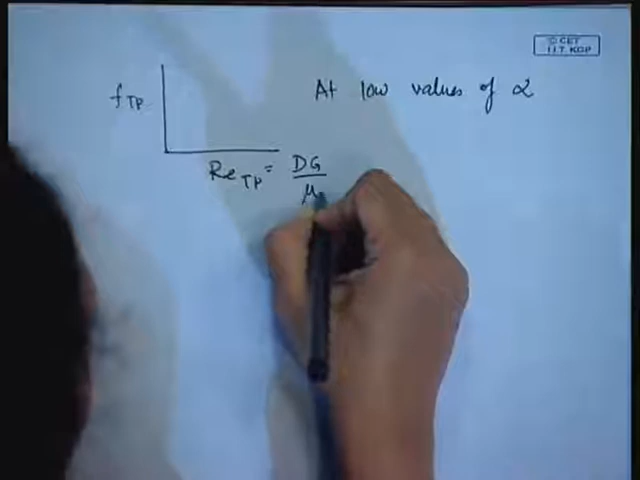 © CET
I.I.T. KGP
f_TP At low values of α
Re_TP = DG/μ